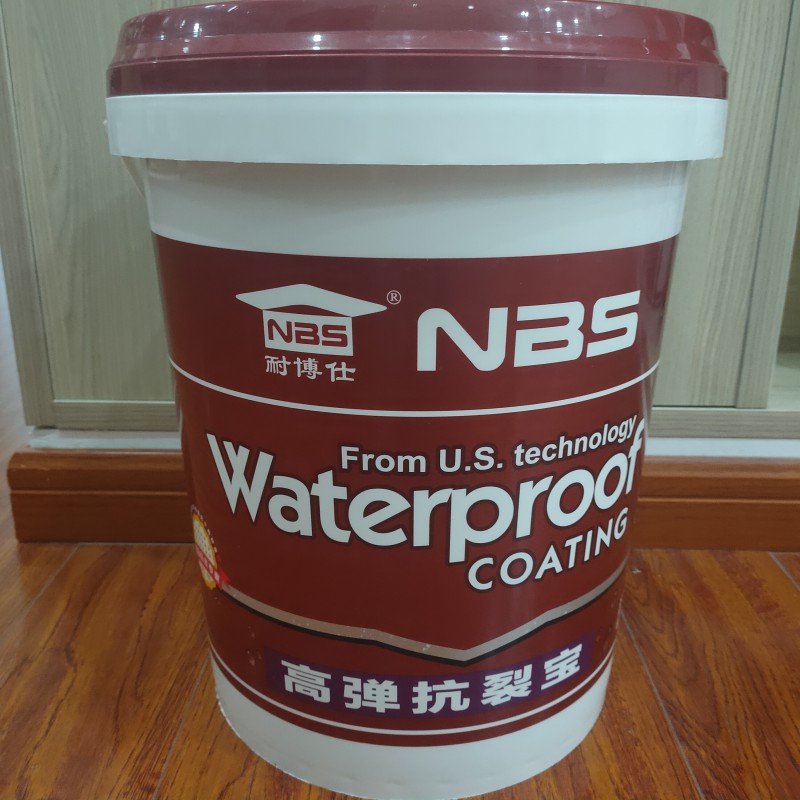 NBS®
耐博仕
NBS
From U.S. technology
Waterproof
COATING
高弹抗裂宝